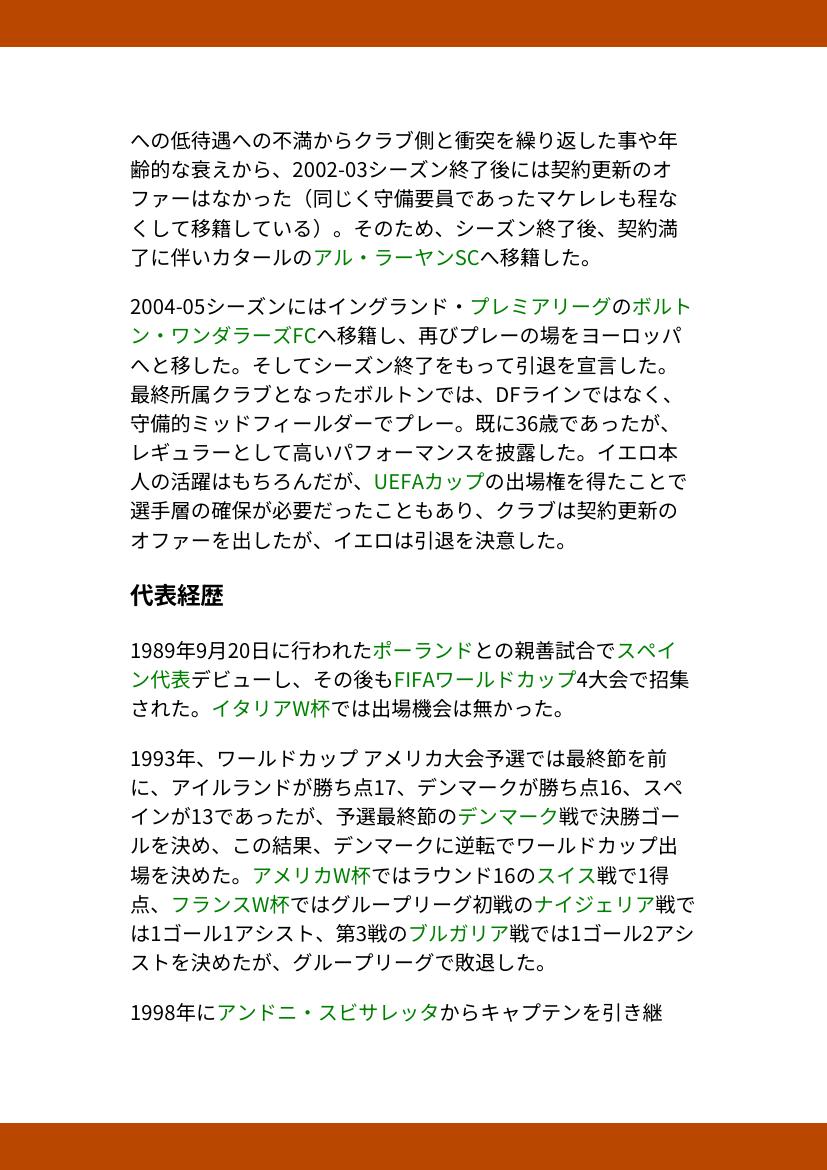 への低待遇への不満からクラブ側と衝突を繰り返した事や年
齢的な衰えから、2002-03シーズン終了後には契約更新のオ
ファーはなかった（同じく守備要員であったマケレレも程な
くして移籍している）。そのため、シーズン終了後、契約満
了に伴いカタールのアル・ラーヤンSCへ移籍した。
2004-05シーズンにはイングランド・プレミアリーグのボルト
ン・ワンダラーズFCへ移籍し、再びプレーの場をヨーロッパ
へと移した。そしてシーズン終了をもって引退を宣言した。
最終所属クラブとなったボルトンでは、DFラインではなく、
守備的ミッドフィールダーでプレー。既に36歳であったが、
レギュラーとして高いパフォーマンスを披露した。イエロ本
人の活躍はもちろんだが、UEFAカップの出場権を得たことで
選手層の確保が必要だったこともあり、クラブは契約更新の
オファーを出したが、イエロは引退を決意した。
代表経歴
1989年9月20日に行われたポーランドとの親善試合でスペイ
ン代表デビューし、その後もFIFAワールドカップ4大会で招集
された。イタリアW杯では出場機会は無かった。
1993年、ワールドカップ アメリカ大会予選では最終節を前
に、アイルランドが勝ち点17、デンマークが勝ち点16、スペ
インが13であったが、予選最終節のデンマーク戦で決勝ゴー
ルを決め、この結果、デンマークに逆転でワールドカップ出
場を決めた。アメリカW杯ではラウンド16のスイス戦で1得
点、フランスW杯ではグループリーグ初戦のナイジェリア戦で
は1ゴール1アシスト、第3戦のブルガリア戦では1ゴール2アシ
ストを決めたが、グループリーグで敗退した。
1998年にアンドニ・スビサレッタからキャプテンを引き継